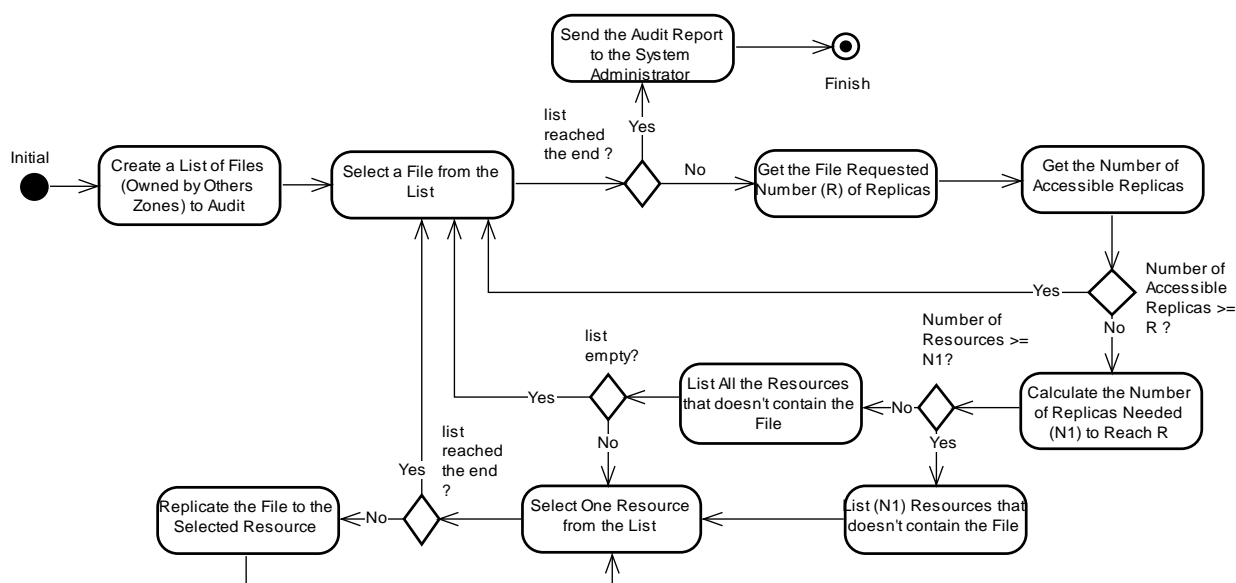 Send the Audit Report
to the System
Administrator
Finish
list
reached
the end ?
Yes
Initial
Create a List of Files
(Owned by Others
Zones) to Audit
Select a File from the
List
No
Get the File Requested
Number (R) of Replicas
Get the Number of
Accessible Replicas
Number of
Accessible
Replicas >=
R ?
Yes
No
Number of
Resources >=
N1?
list
empty?
List All the Resources
that doesn't contain the
File
Calculate the Number
of Replicas Needed
(N1) to Reach R
Yes
No
No
Yes
list
reached
the end
?
Yes
No
Replicate the File to the
Selected Resource
Select One Resource
from the List
List (N1) Resources that
doesn't contain the File